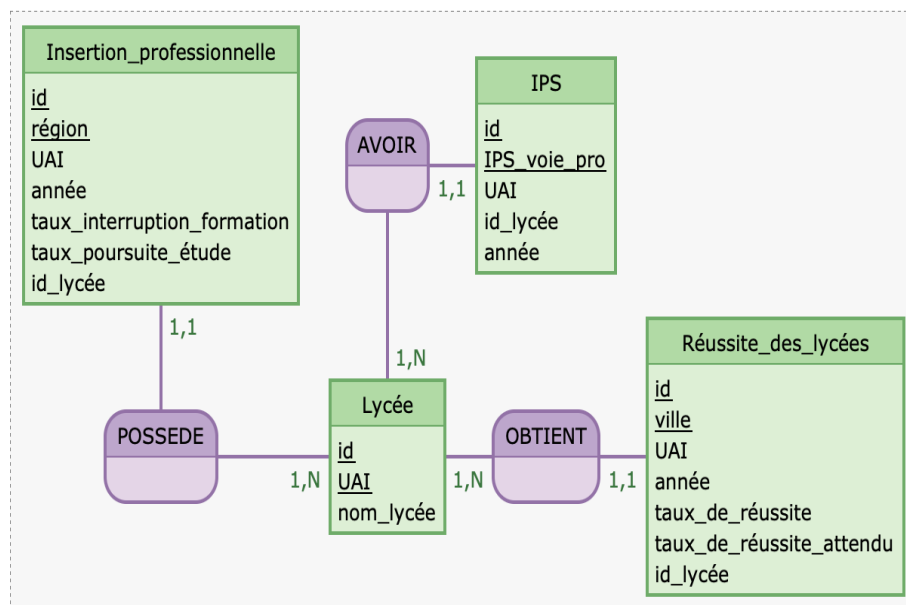 Insertion_professionnelle
id
région
UAI
année
taux_interruption_formation
taux_poursuite_étude
id_lycée
1,1
AVOIR
1,1
1,N
IPS
id
IPS_voie_pro
UAI
id_lycée
année
POSSEDE
1,N
Lycée
id
UAI
nom_lycée
1,N
OBTIENT
1,1
Réussite_des_lycées
id
ville
UAI
année
taux_de_réussite
taux_de_réussite_attendu
id_lycée